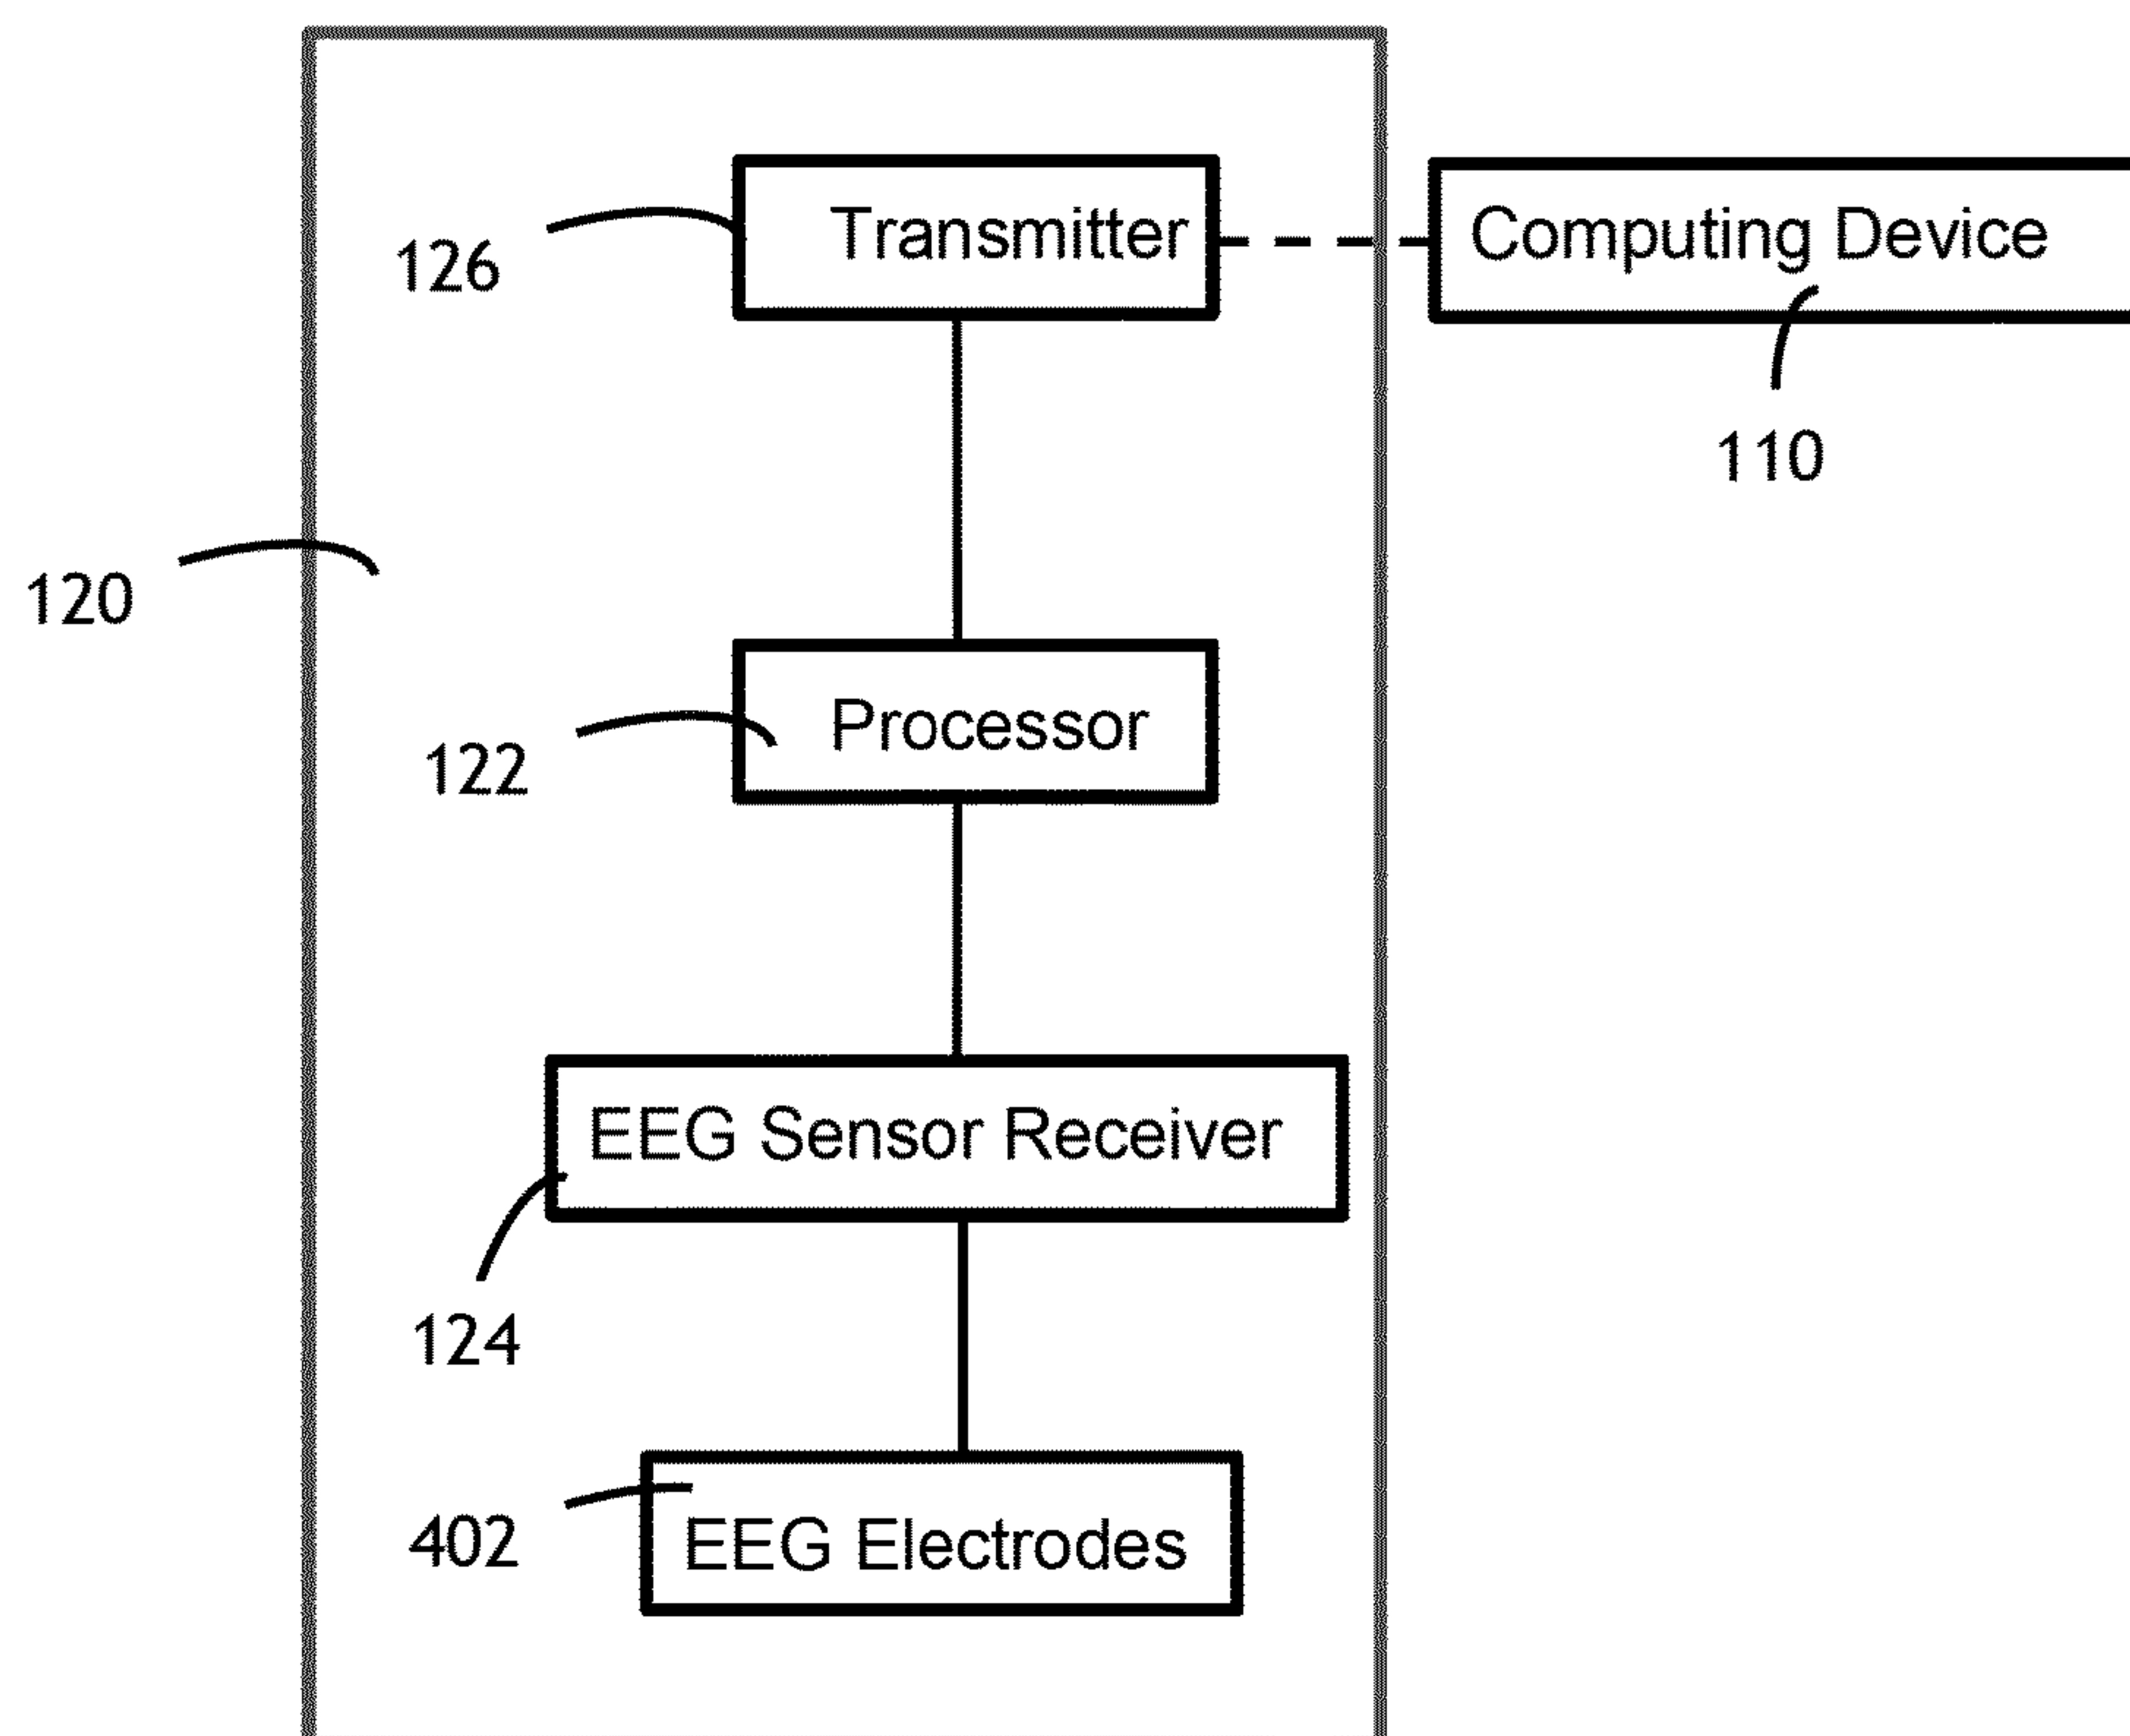 Transmitter
Computing Device
126
110
120
Processor
122
EEG Sensor Receiver
124
EEG Electrodes
402